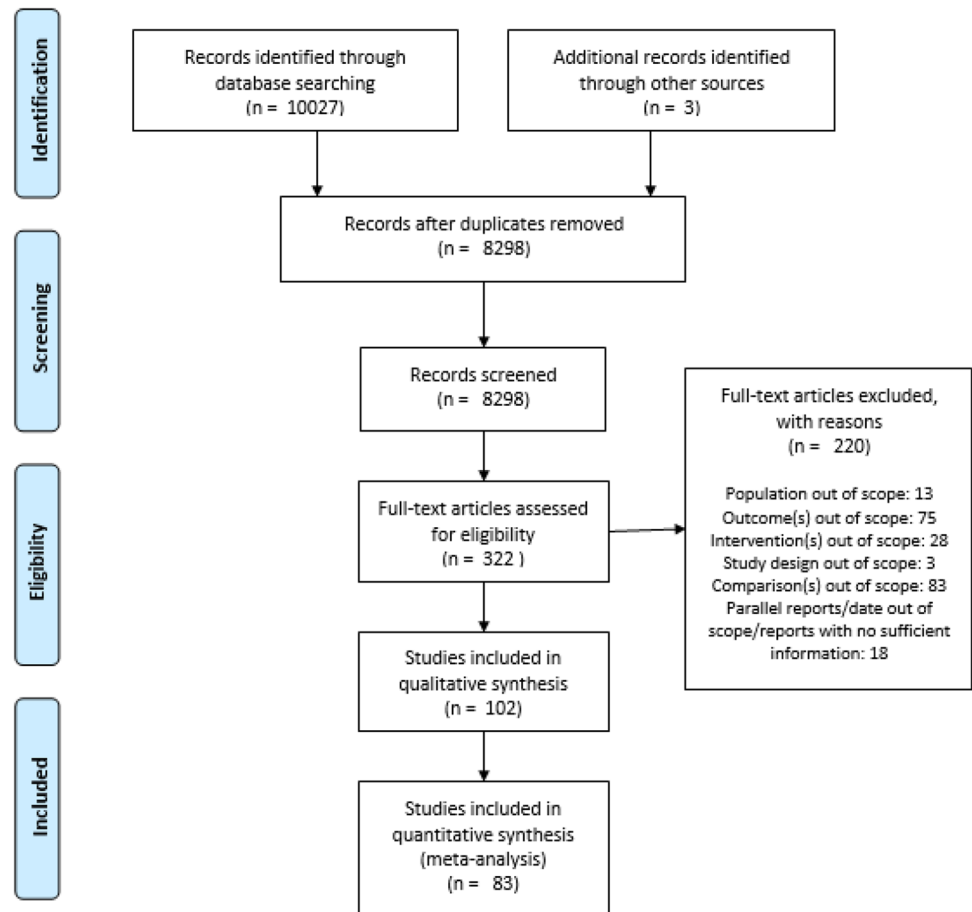 Identification
Records identified through
database searching
(n = 10027)
Additional records identified
through other sources
(n = 3)
Records after duplicates removed
(n = 8298)
Screening
Records screened
(n = 8298)
Full-text articles excluded,
with reasons
(n = 220)
Population out of scope: 13
Outcome(s) out of scope: 75
Intervention(s) out of scope: 28
Study design out of scope: 3
Comparison(s) out of scope: 83
Parallel reports/date out of
scope/reports with no sufficient
information: 18
Eligibility
Full-text articles assessed
for eligibility
(n = 322 )
Studies included in
qualitative synthesis
(n = 102)
Included
Studies included in
quantitative synthesis
(meta-analysis)
(n = 83)